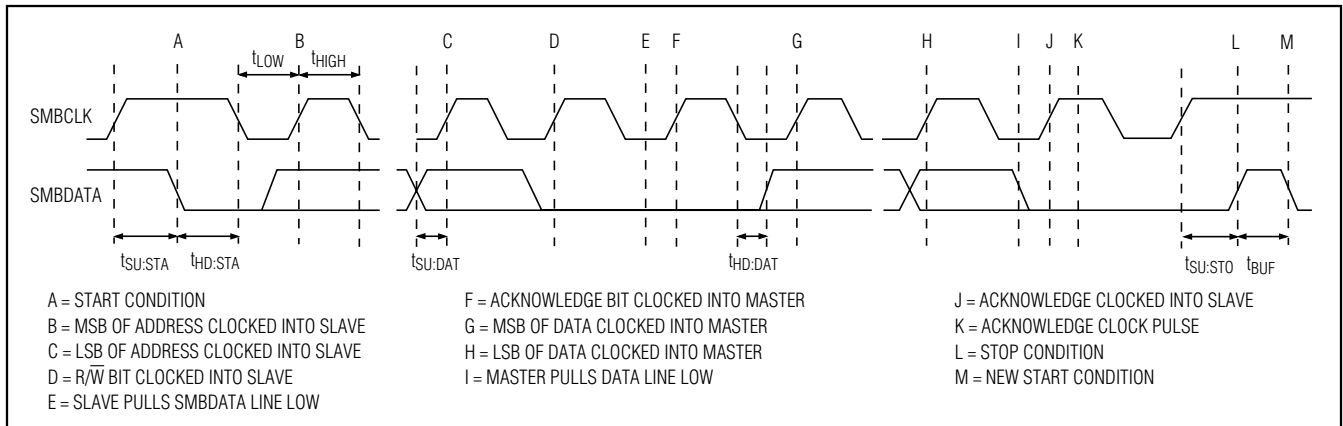 A B C D E F G H I J K L M
tLOW tHIGH
SMBCLK
SMBDATA
tSU:STA tHD:STA tSU:DAT tHD:DAT tSU:STO tBUF
A = START CONDITION
B = MSB OF ADDRESS CLOCKED INTO SLAVE
C = LSB OF ADDRESS CLOCKED INTO SLAVE
D = R/W̅ BIT CLOCKED INTO SLAVE
E = SLAVE PULLS SMBDATA LINE LOW
F = ACKNOWLEDGE BIT CLOCKED INTO MASTER
G = MSB OF DATA CLOCKED INTO MASTER
H = LSB OF DATA CLOCKED INTO MASTER
I = MASTER PULLS DATA LINE LOW
J = ACKNOWLEDGE CLOCKED INTO SLAVE
K = ACKNOWLEDGE CLOCK PULSE
L = STOP CONDITION
M = NEW START CONDITION